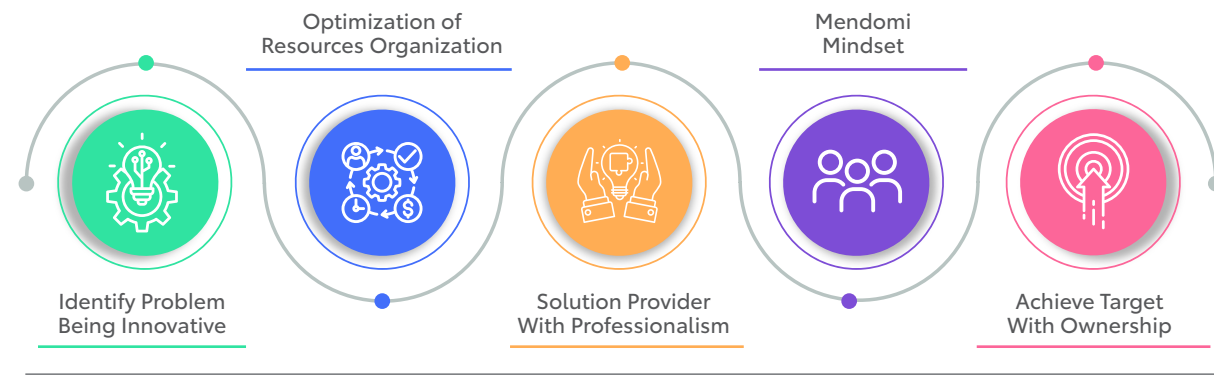 Identify Problem
Being Innovative
Optimization of
Resources Organization
Solution Provider
With Professionalism
Mendomi
Mindset
Achieve Target
With Ownership